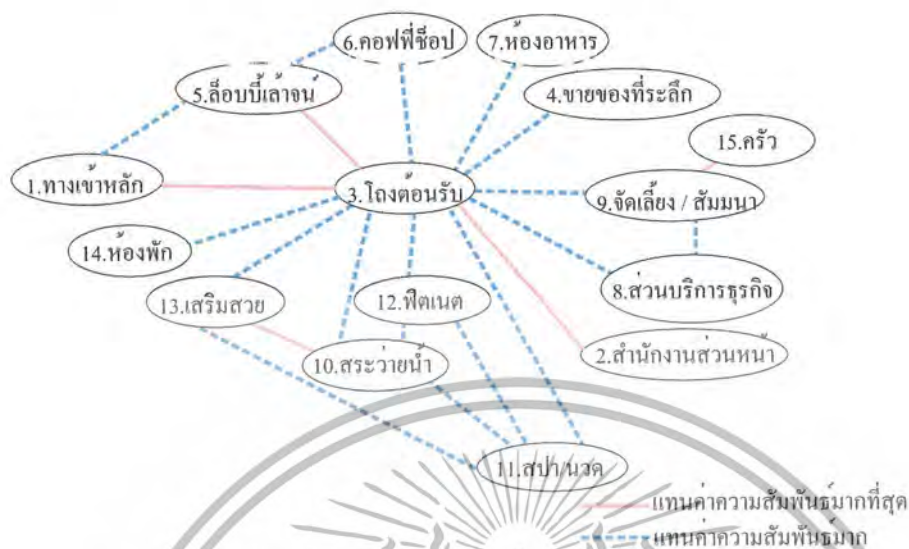 6.คอฟฟี่ช็อป
7.ห้องอาหาร
5.ล็อบบี้เล้าจน์
4.ขายของที่ระลึก
15.ครัว
1.ทางเข้าหลัก
3.โถงต้อนรับ
9.จัดเลี้ยง / สัมมนา
14.ห้องพัก
8.ส่วนบริการธุรกิจ
13.เสริมสวย
12.ฟิตเนต
10.สระว่ายน้ำ
2.สำนักงานส่วนหน้า
11.สปา/นวด
แทนค่าความสัมพันธ์มากที่สุด
แทนค่าความสัมพันธ์มาก